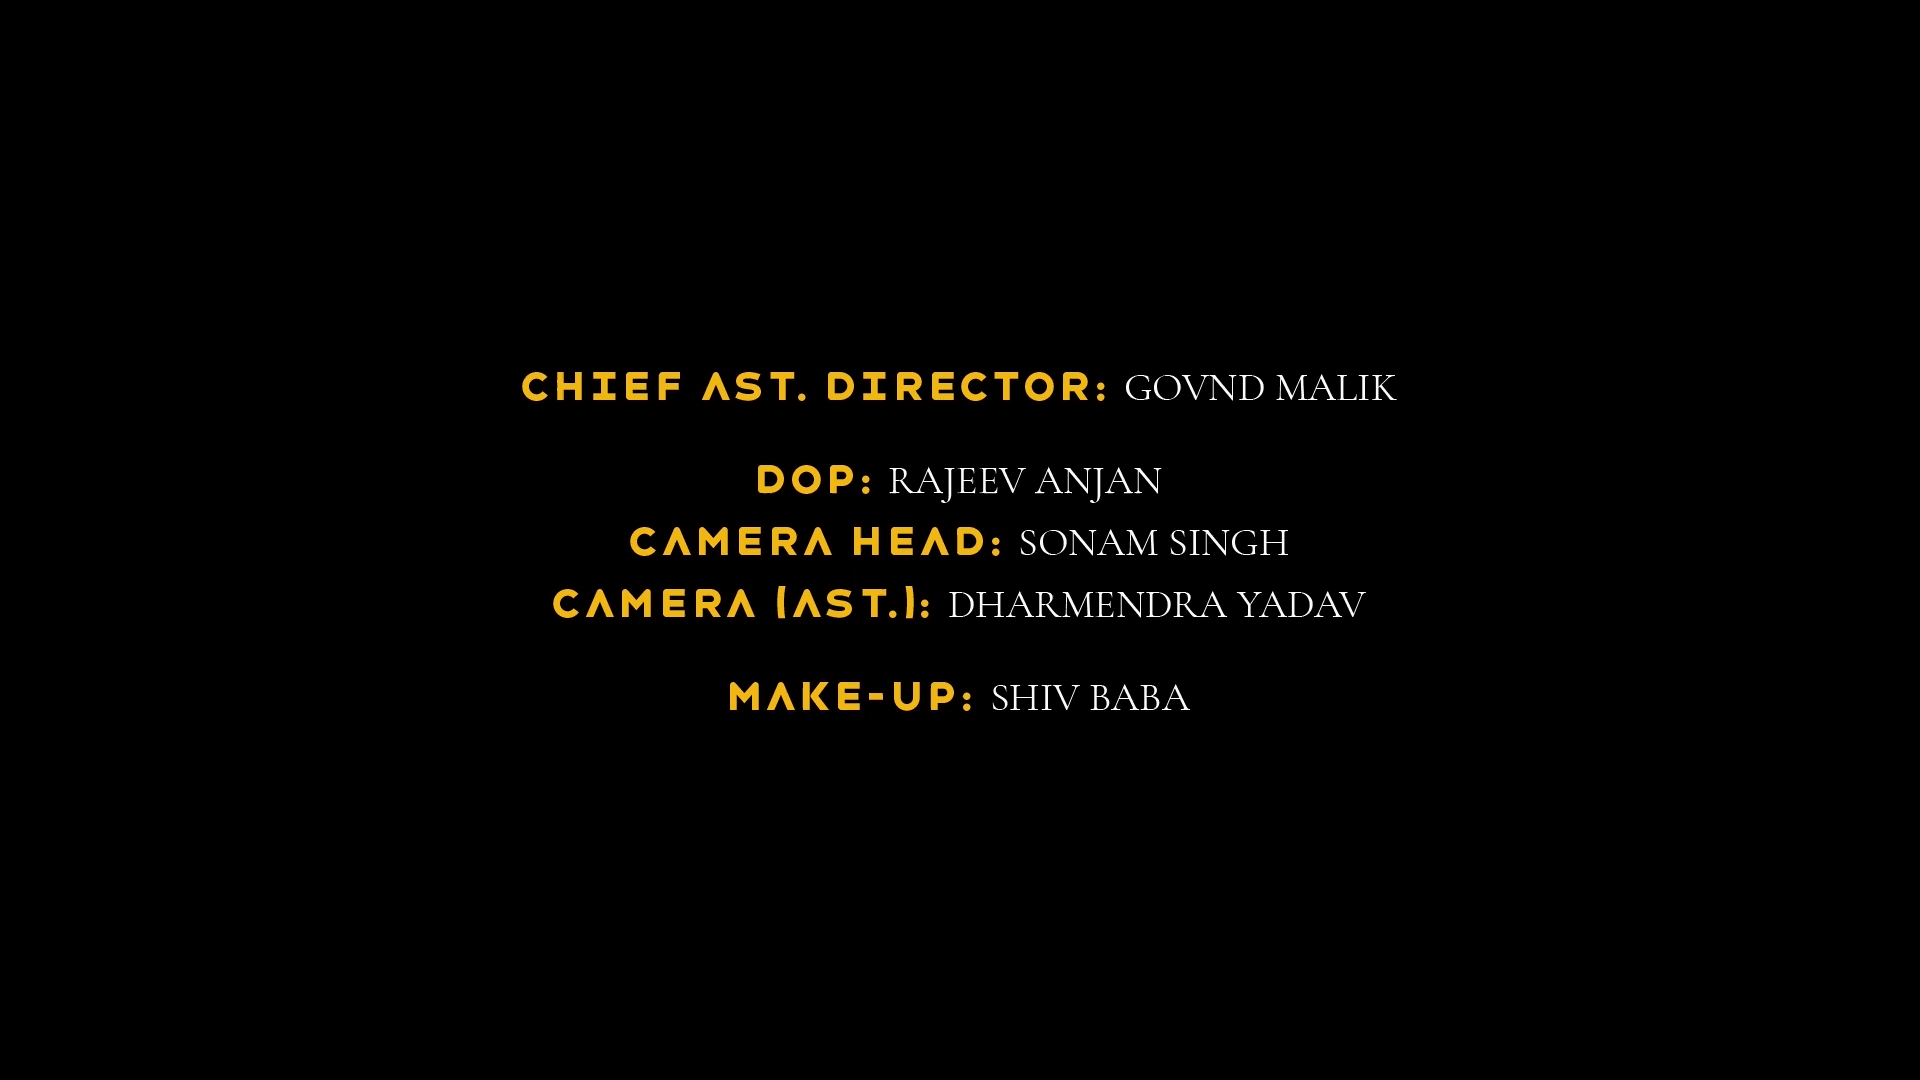 CHIEF AST. DIRECTOR: GOVND MALIK
DOP: RAJEEV ANJAN
CAMERA HEAD: SONAM SINGH
CAMERA (AST.): DHARMENDRA YADAV
MAKE-UP: SHIV BABA